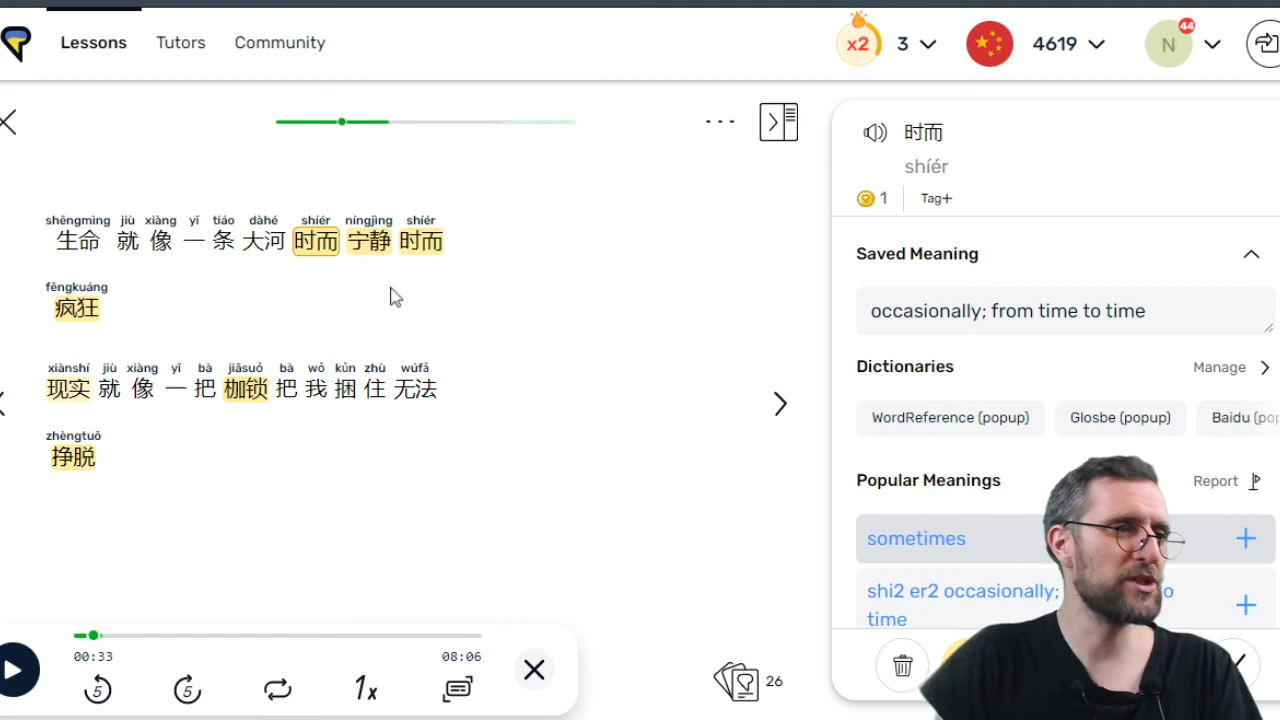 Lessons Tutors Community x2 3 4619 N 44
时而
shíér
1 Tag+
shēngmìng jiù xiàng yī tiáo dàhé shíér níngjìng shíér
生命 就 像 一 条 大河 时而 宁静 时而
fēngkuáng
疯狂
xiànshí jiù xiàng yī bà jiāsuǒ bà wǒ kǔn zhù wúfǎ
现实 就 像 一 把 枷锁 把 我 捆 住 无法
zhèngtuō
挣脱
Saved Meaning
occasionally; from time to time
Dictionaries Manage
WordReference (popup) Glosbe (popup) Baidu
Popular Meanings Report
sometimes
shi2 er2 occasionally;
time
00:33 08:06
5 5 1x
26